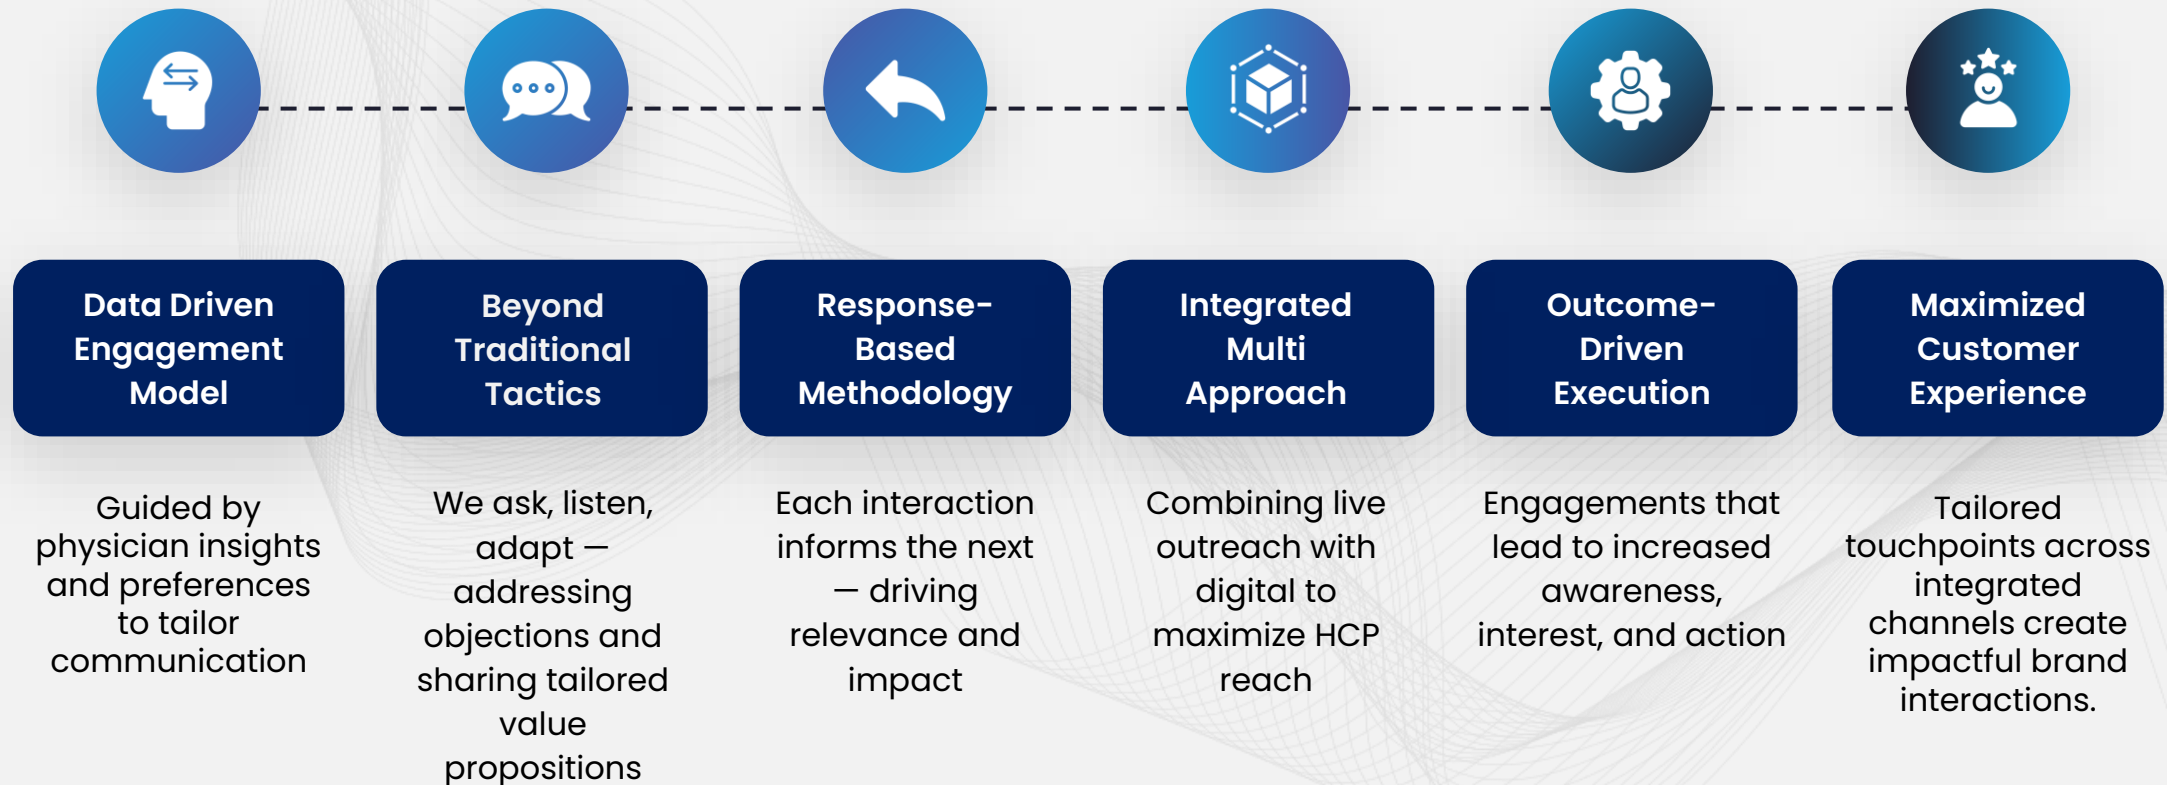 Data Driven
Engagement
Model
Guided by
physician insights
and preferences
to tailor
communication
Beyond
Traditional
Tactics
We ask, listen,
adapt —
addressing
objections and
sharing tailored
value
propositions
Response-
Based
Methodology
Each interaction
informs the next
— driving
relevance and
impact
Integrated
Multi
Approach
Combining live
outreach with
digital to
maximize HCP
reach
Outcome-
Driven
Execution
Engagements that
lead to increased
awareness,
interest, and action
Maximized
Customer
Experience
Tailored
touchpoints across
integrated
channels create
impactful brand
interactions.